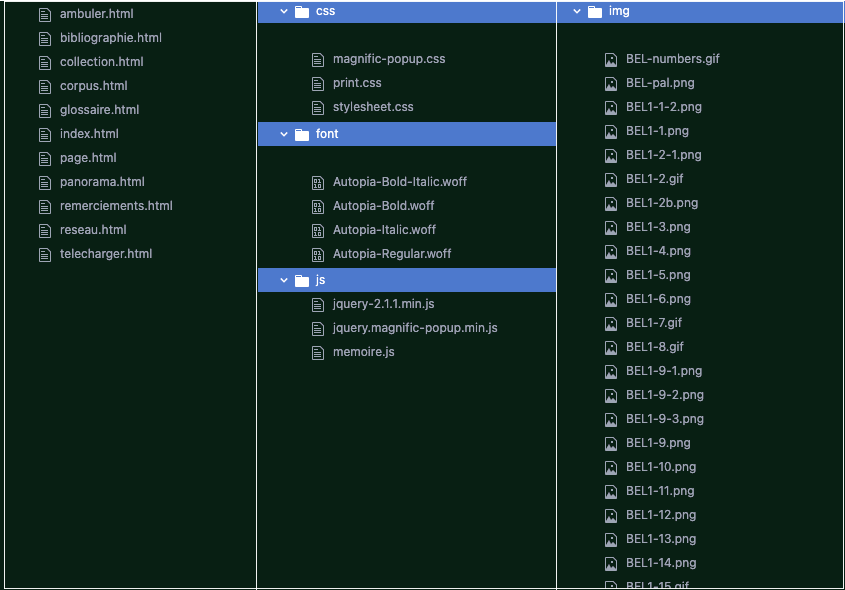 ambuler.html
bibliographie.html
collection.html
corpus.html
glossaire.html
index.html
page.html
panorama.html
remerciements.html
reseau.html
telecharger.html
css
magnific-popup.css
print.css
stylesheet.css
font
Autopia-Bold-Italic.woff
Autopia-Bold.woff
Autopia-Italic.woff
Autopia-Regular.woff
js
jquery-2.1.1.min.js
jquery.magnific-popup.min.js
memoire.js
img
BEL-numbers.gif
BEL-pal.png
BEL1-1-2.png
BEL1-1.png
BEL1-2-1.png
BEL1-2.gif
BEL1-2b.png
BEL1-3.png
BEL1-4.png
BEL1-5.png
BEL1-6.png
BEL1-7.gif
BEL1-8.gif
BEL1-9-1.png
BEL1-9-2.png
BEL1-9-3.png
BEL1-9.png
BEL1-10.png
BEL1-11.png
BEL1-12.png
BEL1-13.png
BEL1-14.png
BEL1-15.gif